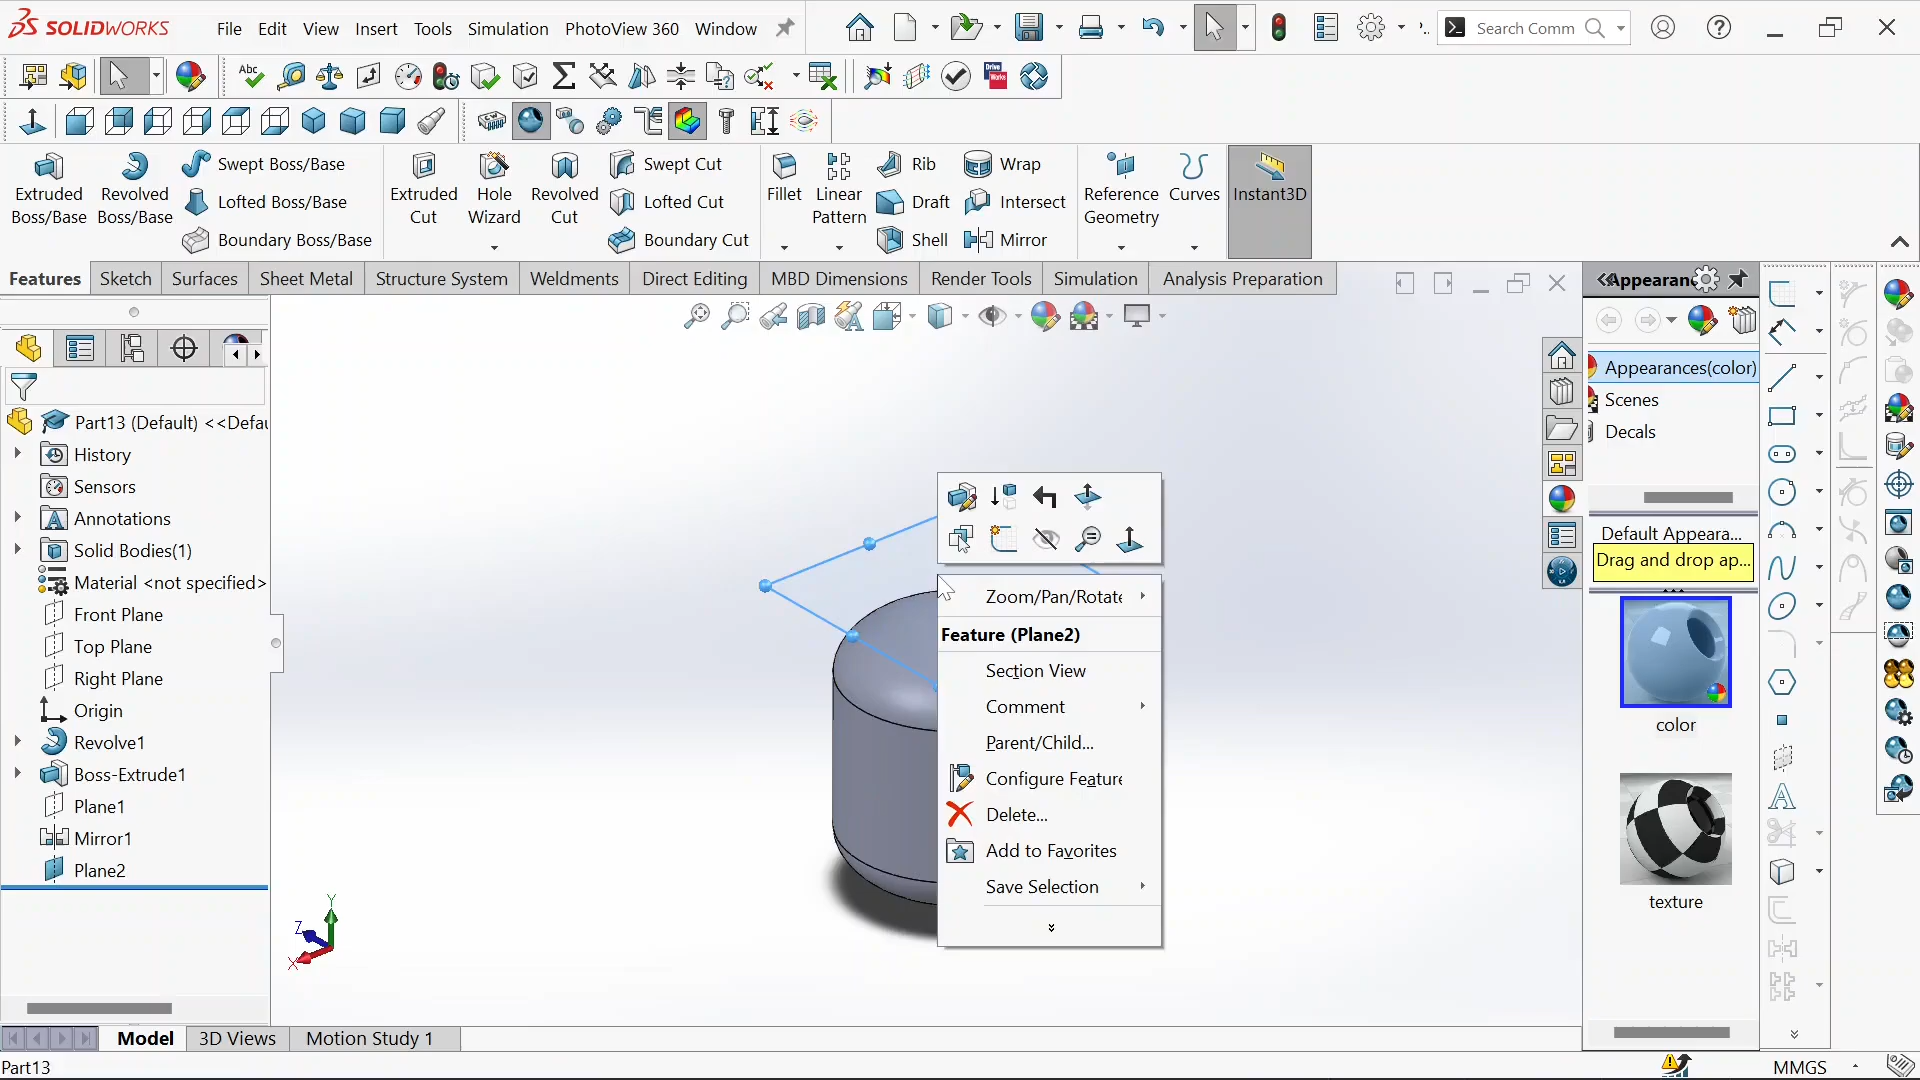 SOLIDWORKS
File Edit View Insert Tools Simulation PhotoView 360 Window
Search Comm
Extruded Boss/Base
Revolved Boss/Base
Swept Boss/Base
Lofted Boss/Base
Boundary Boss/Base
Extruded Cut
Hole Wizard
Revolved Cut
Swept Cut
Lofted Cut
Boundary Cut
Fillet
Linear Pattern
Rib
Draft
Shell
Wrap
Intersect
Mirror
Reference Geometry
Curves
Instant3D
Features Sketch Surfaces Sheet Metal Structure System Weldments Direct Editing MBD Dimensions Render Tools Simulation Analysis Preparation
Part13 (Default) <<Defau
History
Sensors
Annotations
Solid Bodies(1)
Material <not specified>
Front Plane
Top Plane
Right Plane
Origin
Revolve1
Boss-Extrude1
Plane1
Mirror1
Plane2
Y
Z
X
Zoom/Pan/Rotate
Feature (Plane2)
Section View
Comment
Parent/Child...
Configure Feature
Delete...
Add to Favorites
Save Selection
Appearan
Appearances(color)
Scenes
Decals
Default Appeara...
Drag and drop ap...
color
texture
Model 3D Views Motion Study 1
Part13
MMGS